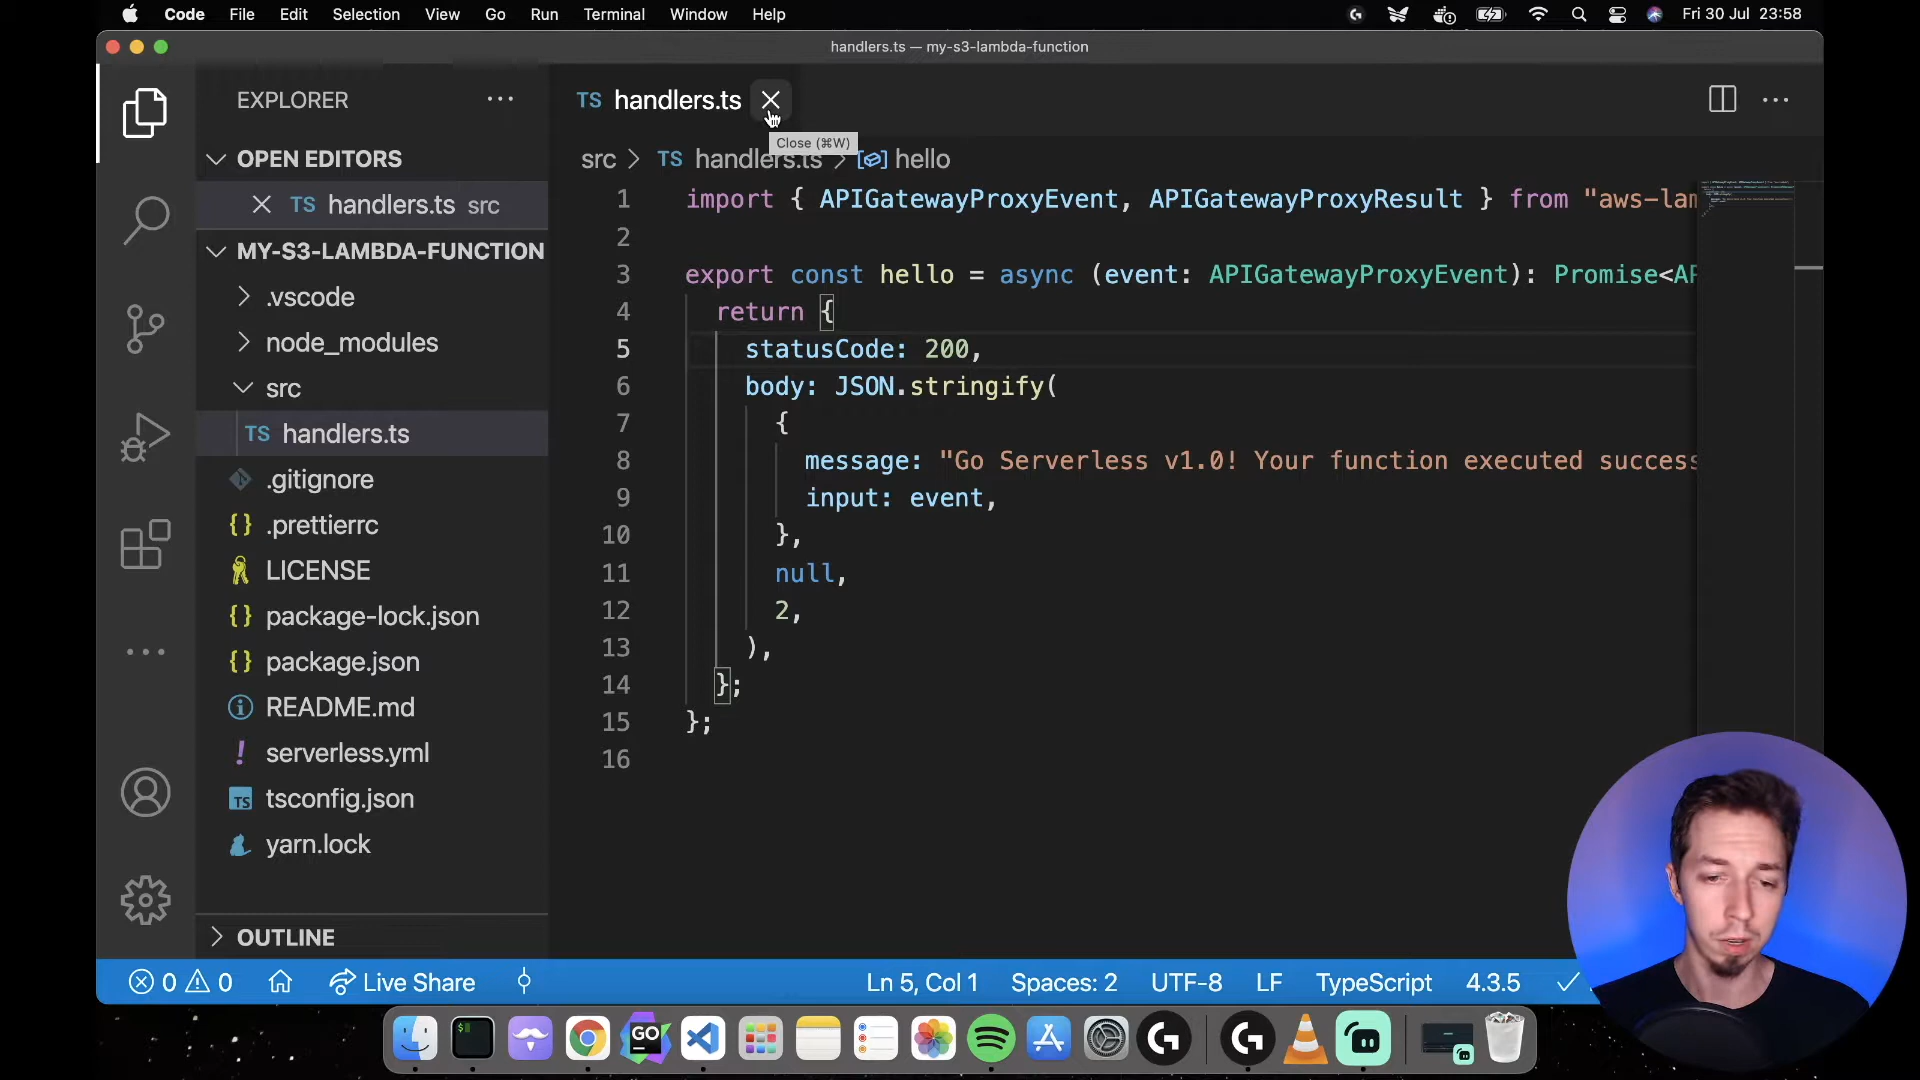 Code File Edit Selection View Go Run Terminal Window Help Fri 30 Jul 23:58
handlers.ts — my-s3-lambda-function
EXPLORER
TS handlers.ts
Close (⌘W)
OPEN EDITORS
src > TS handlers.ts > hello
TS handlers.ts src
MY-S3-LAMBDA-FUNCTION
.vscode
node_modules
src
TS handlers.ts
.gitignore
{} .prettierrc
LICENSE
{} package-lock.json
{} package.json
README.md
! serverless.yml
TS tsconfig.json
yarn.lock
OUTLINE
1 import { APIGatewayProxyEvent, APIGatewayProxyResult } from "aws-lam
2
3 export const hello = async (event: APIGatewayProxyEvent): Promise<AP
4 return {
5 statusCode: 200,
6 body: JSON.stringify(
7 {
8 message: "Go Serverless v1.0! Your function executed success
9 input: event,
10 },
11 null,
12 2,
13 ),
14 };
15 };
16
0 0 Live Share Ln 5, Col 1 Spaces: 2 UTF-8 LF TypeScript 4.3.5
GO